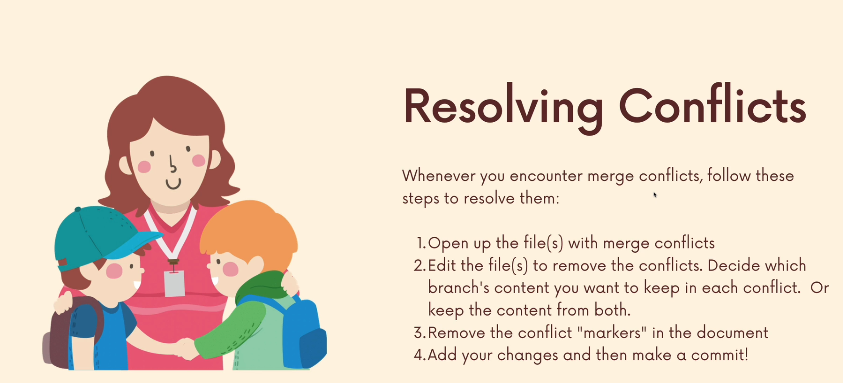 Resolving Conflicts
Whenever you encounter merge conflicts, follow these
steps to resolve them:
1.Open up the file(s) with merge conflicts
2.Edit the file(s) to remove the conflicts. Decide which
branch's content you want to keep in each conflict.  Or
keep the content from both.
3.Remove the conflict "markers" in the document
4.Add your changes and then make a commit!